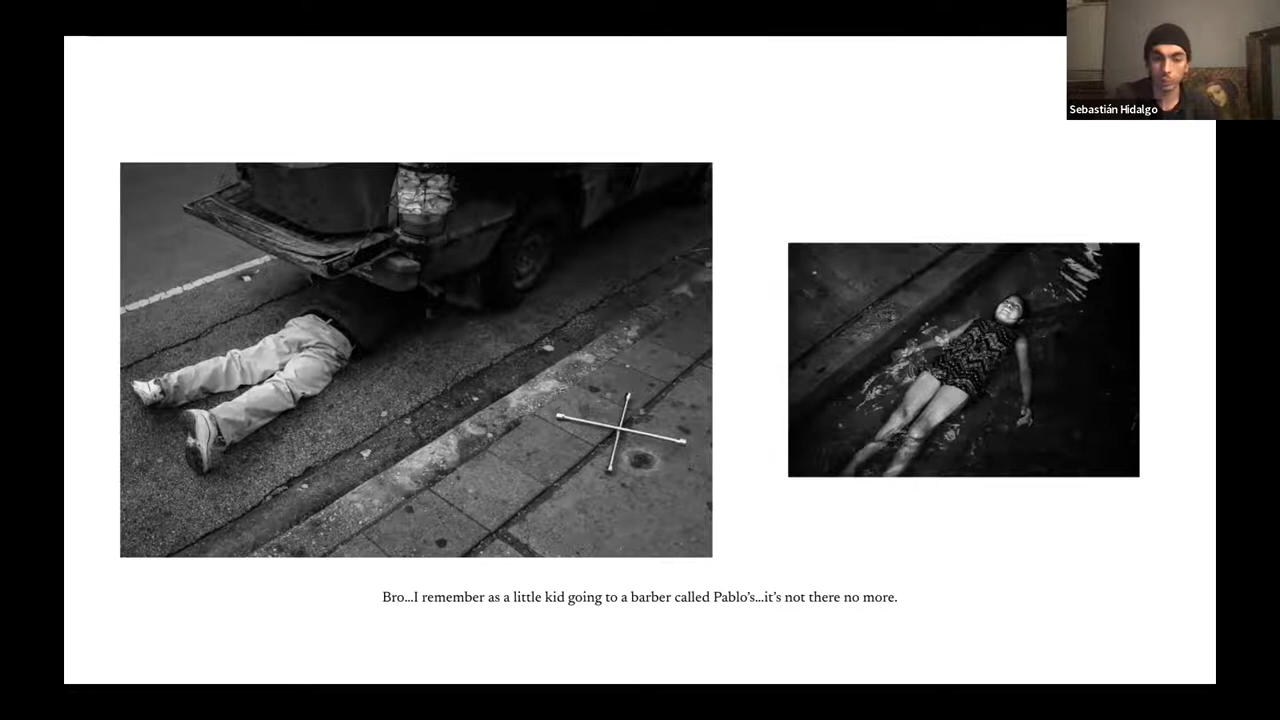 Sebastián Hidalgo
Bro...I remember as a little kid going to a barber called Pablo’s...it’s not there no more.